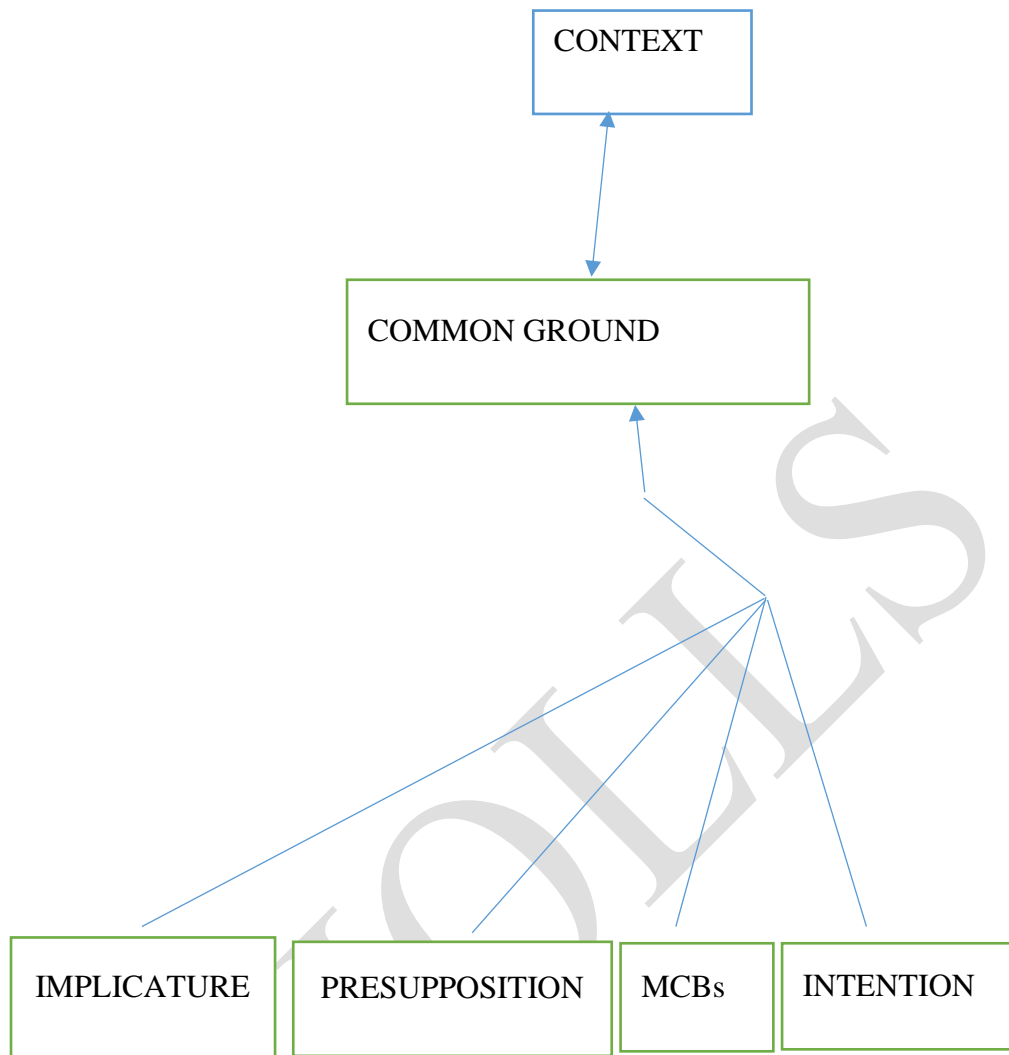 CONTEXT
COMMON GROUND
IMPLICATURE
PRESUPPOSITION
MCBs
INTENTION